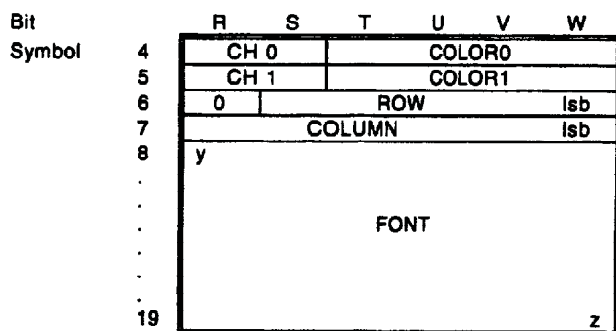 Bit R S T U V W
Symbol 4 CH 0 COLOR0
5 CH 1 COLOR1
6 0 ROW lsb
7 COLUMN lsb
8 y
.
.
. FONT
.
.
.
19 z